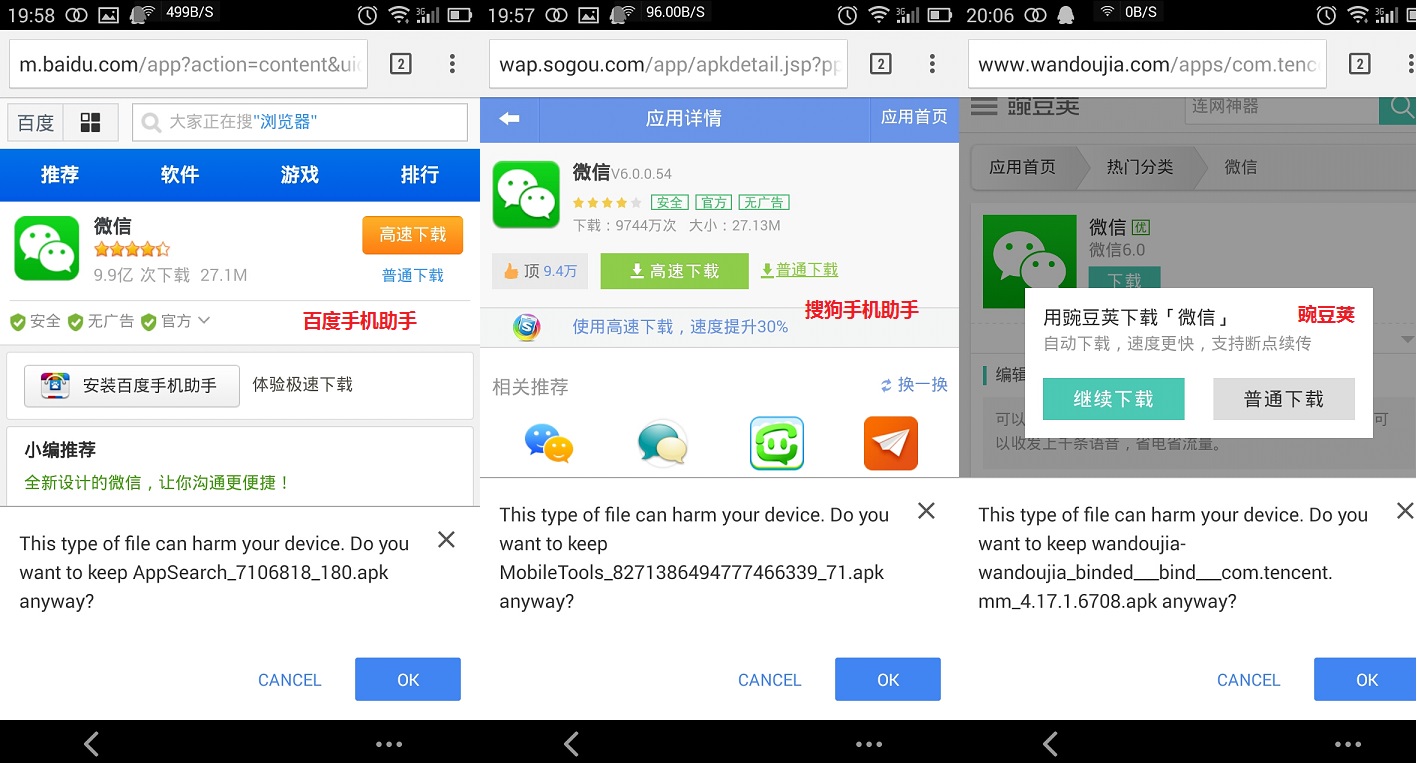 19:58
499B/S
3G
m.baidu.com/app?action=content&ui
2
百度
大家正在搜"浏览器"
推荐 软件 游戏 排行
微信
高速下载
9.9亿 次下载 27.1M
普通下载
安全 无广告 官方
百度手机助手
安装百度手机助手
体验极速下载
小编推荐
全新设计的微信，让你沟通更便捷！
This type of file can harm your device. Do you
want to keep AppSearch_7106818_180.apk
anyway?
CANCEL OK
19:57
96.00B/S
3G
wap.sogou.com/app/apkdetail.jsp?pp
2
应用详情
应用首页
微信V6.0.0.54
安全 官方 无广告
下载：9744万次 大小：27.13M
顶 9.4万
高速下载
普通下载
搜狗手机助手
使用高速下载，速度提升30%
相关推荐
换一换
This type of file can harm your device. Do you
want to keep
MobileTools_8271386494777466339_71.apk
anyway?
CANCEL OK
20:06
0B/S
3G
www.wandoujia.com/apps/com.tenc
2
豌豆荚
连网神器
应用首页 热门分类 微信
微信 优
微信6.0
下载
用豌豆荚下载「微信」
豌豆荚
自动下载，速度更快，支持断点续传
继续下载 普通下载
编辑
可以
可
以收发上千条语音，省电省流量。
This type of file can harm your device. Do you
want to keep wandoujia-
wandoujia_binded___bind___com.tencent.
mm_4.17.1.6708.apk anyway?
CANCEL OK